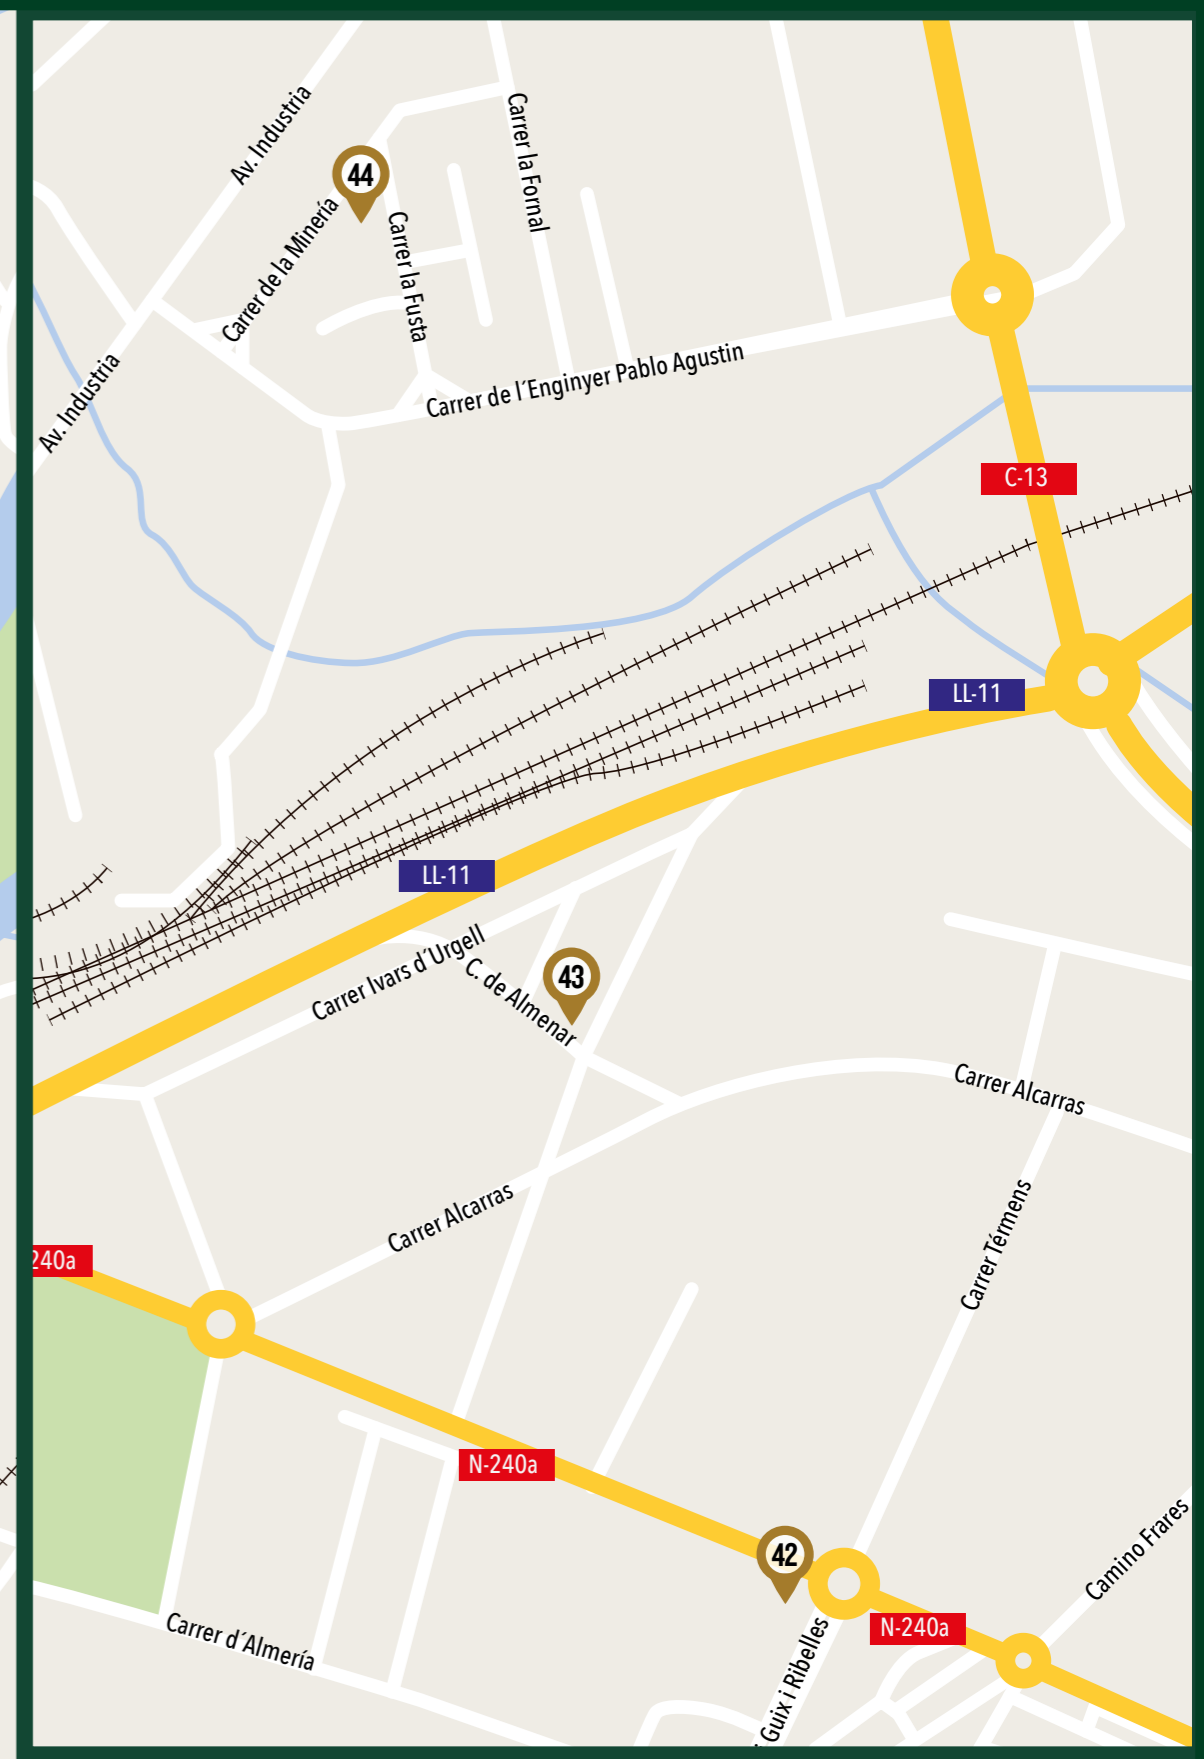 Av. Industria
44
Carrer la Fornal
Carrer de la Minería
Carrer la Fusta
Av. Industria
Carrer de l´Enginyer Pablo Agustin
C-13
LL-11
LL-11
Carrer Ivars d´Urgell
C. de Almenar
43
Carrer Alcarras
Carrer Alcarras
Carrer Térmens
240a
N-240a
42
Camino Frares
N-240a
Carrer d´Almería
i Guix i Ribelles